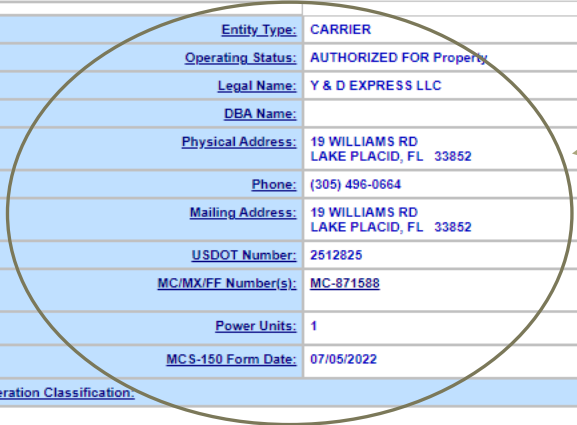 Entity Type: CARRIER
Operating Status: AUTHORIZED FOR Property
Legal Name: Y & D EXPRESS LLC
DBA Name:
Physical Address: 19 WILLIAMS RD
LAKE PLACID, FL 33852
Phone: (305) 496-0664
Mailing Address: 19 WILLIAMS RD
LAKE PLACID, FL 33852
USDOT Number: 2512825
MC/MX/FF Number(s): MC-871588
Power Units: 1
MCS-150 Form Date: 07/05/2022
eration Classification: